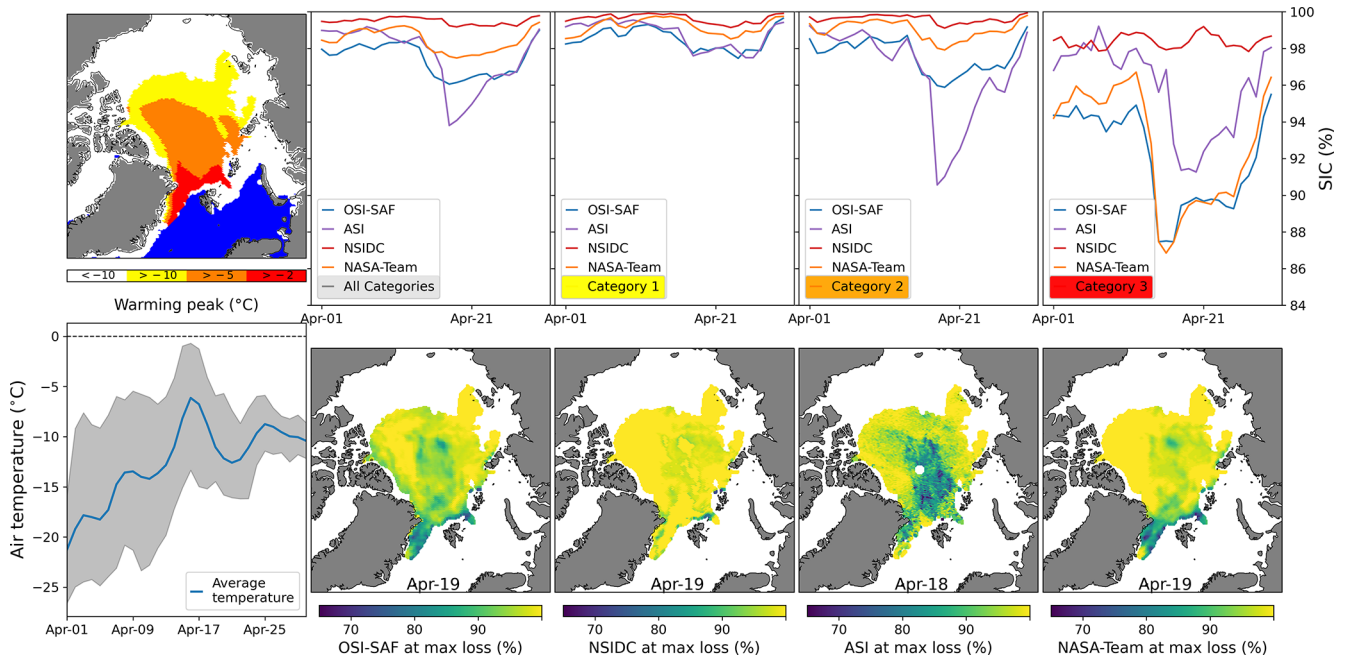 < −10 > −10 > −5 > −2
Warming peak (°C)
OSI-SAF
ASI
NSIDC
NASA-Team
All Categories
Apr-01 Apr-21
OSI-SAF
ASI
NSIDC
NASA-Team
Category 1
Apr-01 Apr-21
OSI-SAF
ASI
NSIDC
NASA-Team
Category 2
Apr-01 Apr-21
OSI-SAF
ASI
NSIDC
NASA-Team
Category 3
Apr-01 Apr-21
100
98
96
94
92
90
88
86
84
SIC (%)
Air temperature (°C)
0
−5
−10
−15
−20
−25
Average
temperature
Apr-01 Apr-09 Apr-17 Apr-25
Apr-19
70 80 90
OSI-SAF at max loss (%)
Apr-19
70 80 90
NSIDC at max loss (%)
Apr-18
70 80 90
ASI at max loss (%)
Apr-19
70 80 90
NASA-Team at max loss (%)